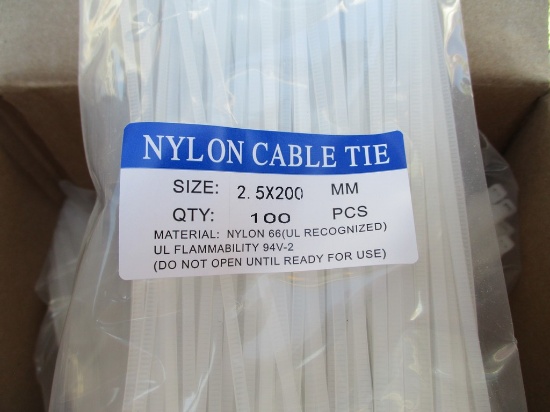 NYLON CABLE TIE
SIZE: 2.5X200 MM
QTY: 100 PCS
MATERIAL: NYLON 66(UL RECOGNIZED)
UL FLAMMABILITY 94V-2
(DO NOT OPEN UNTIL READY FOR USE)